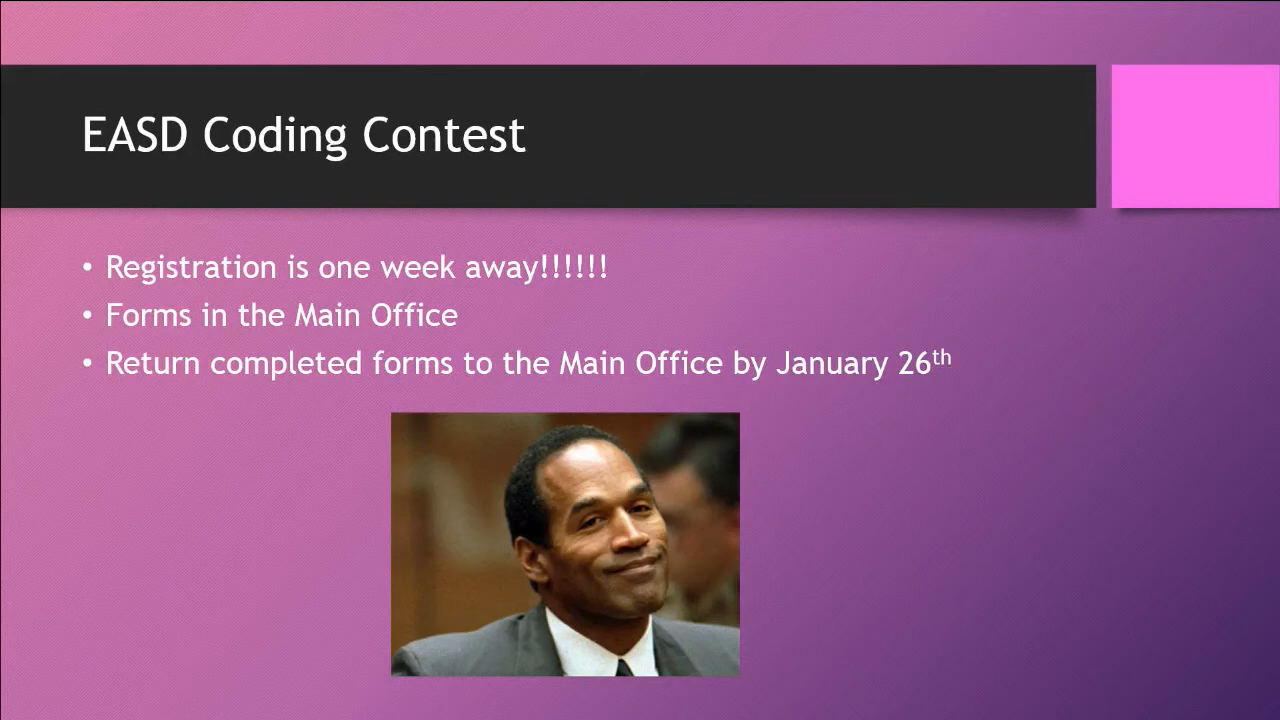 EASD Coding Contest
• Registration is one week away!!!!!!
• Forms in the Main Office
• Return completed forms to the Main Office by January 26th